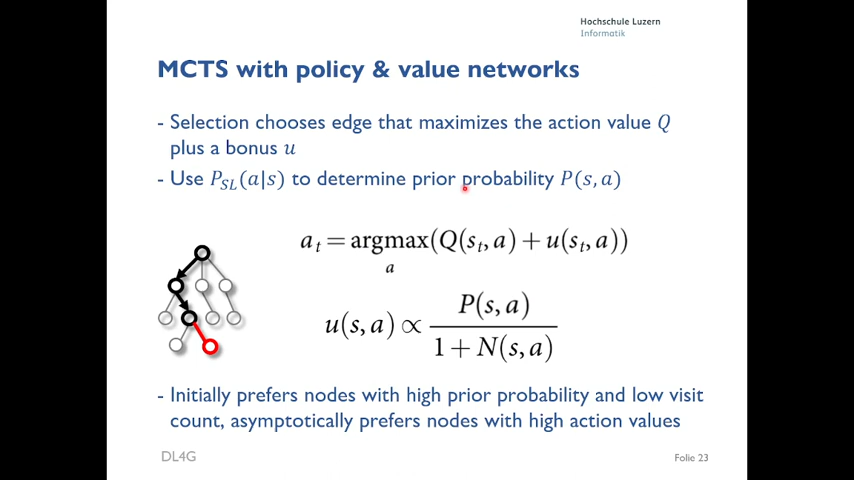 Hochschule Luzern
Informatik
MCTS with policy & value networks
- Selection chooses edge that maximizes the action value Q
plus a bonus u
- Use P_SL(a|s) to determine prior probability P(s,a)
a_t = argmax(Q(s_t,a) + u(s_t,a))
a
u(s,a) ∝ P(s,a) / 1 + N(s,a)
- Initially prefers nodes with high prior probability and low visit
count, asymptotically prefers nodes with high action values
DL4G
Folie 23